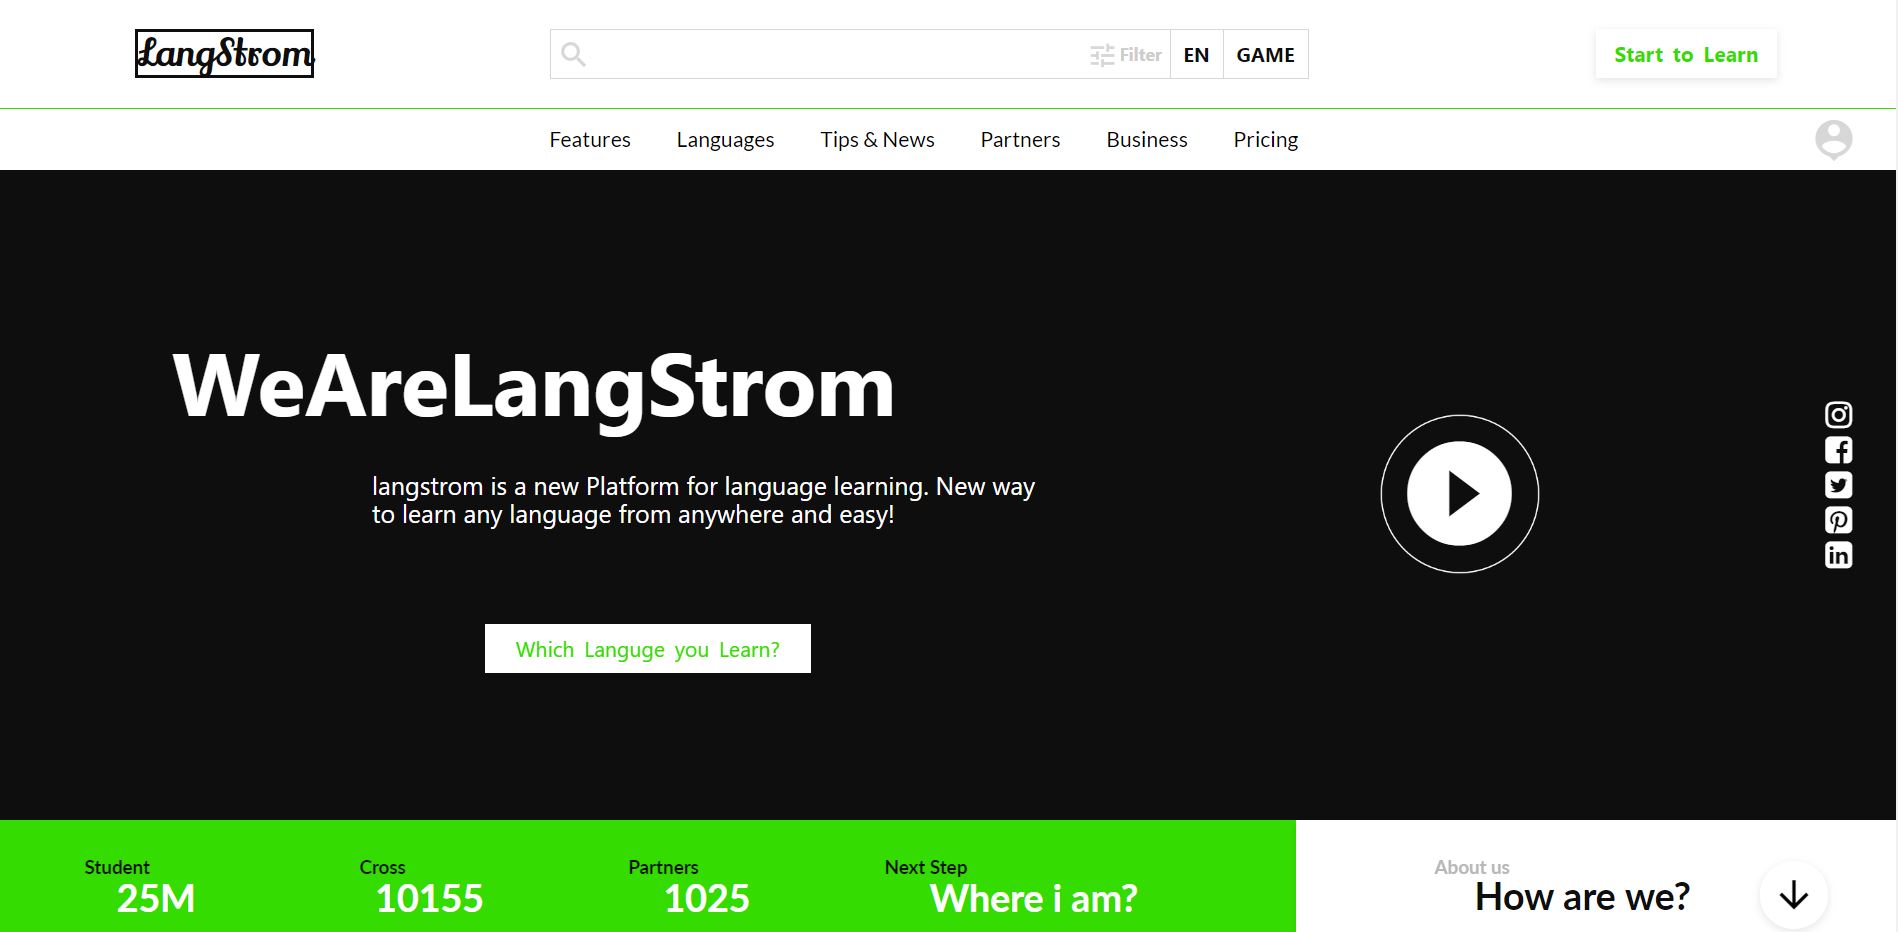 LangStrom
Filter
EN
GAME
Start to Learn
Features
Languages
Tips & News
Partners
Business
Pricing
WeAreLangStrom
langstrom is a new Platform for language learning. New way
to learn any language from anywhere and easy!
Which Languge you Learn?
Student
25M
Cross
10155
Partners
1025
Next Step
Where i am?
About us
How are we?